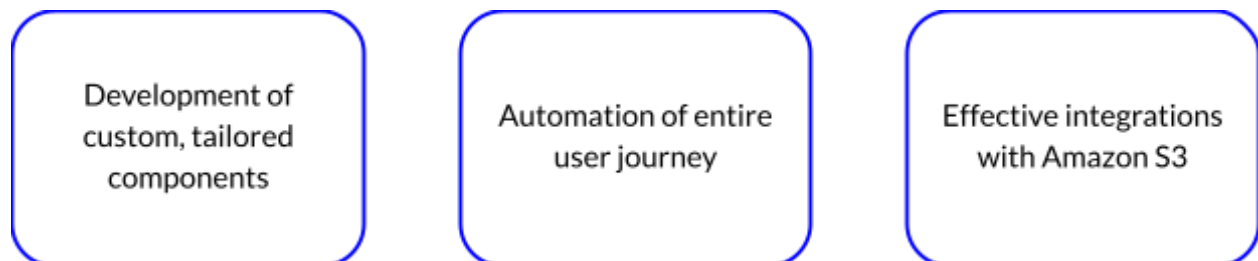 Development of
custom, tailored
components
Automation of entire
user journey
Effective integrations
with Amazon S3